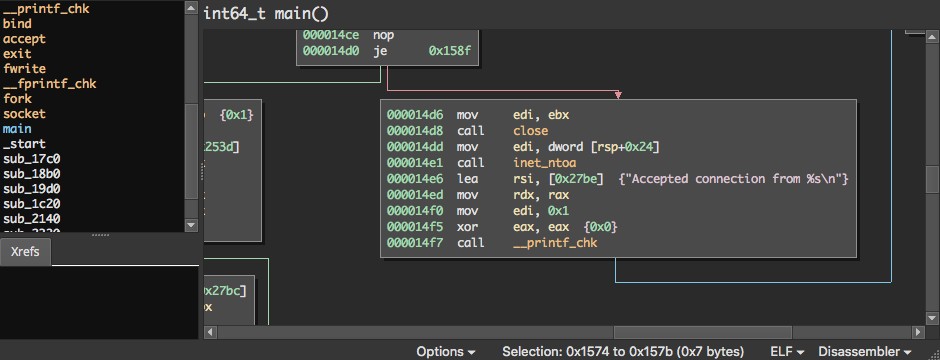 __printf_chk
bind
accept
exit
fwrite
__fprintf_chk
fork
socket
main
_start
sub_17c0
sub_18b0
sub_19d0
sub_1c20
sub_2140
Xrefs
int64_t main()
000014ce nop
000014d0 je 0x158f
{0x1}
253d]
0x27bc]
000014d6 mov edi, ebx
000014d8 call close
000014dd mov edi, dword [rsp+0x24]
000014e1 call inet_ntoa
000014e6 lea rsi, [0x27be] {"Accepted connection from %s\n"}
000014ed mov rdx, rax
000014f0 mov edi, 0x1
000014f5 xor eax, eax {0x0}
000014f7 call __printf_chk
Options Selection: 0x1574 to 0x157b (0x7 bytes) ELF Disassembler